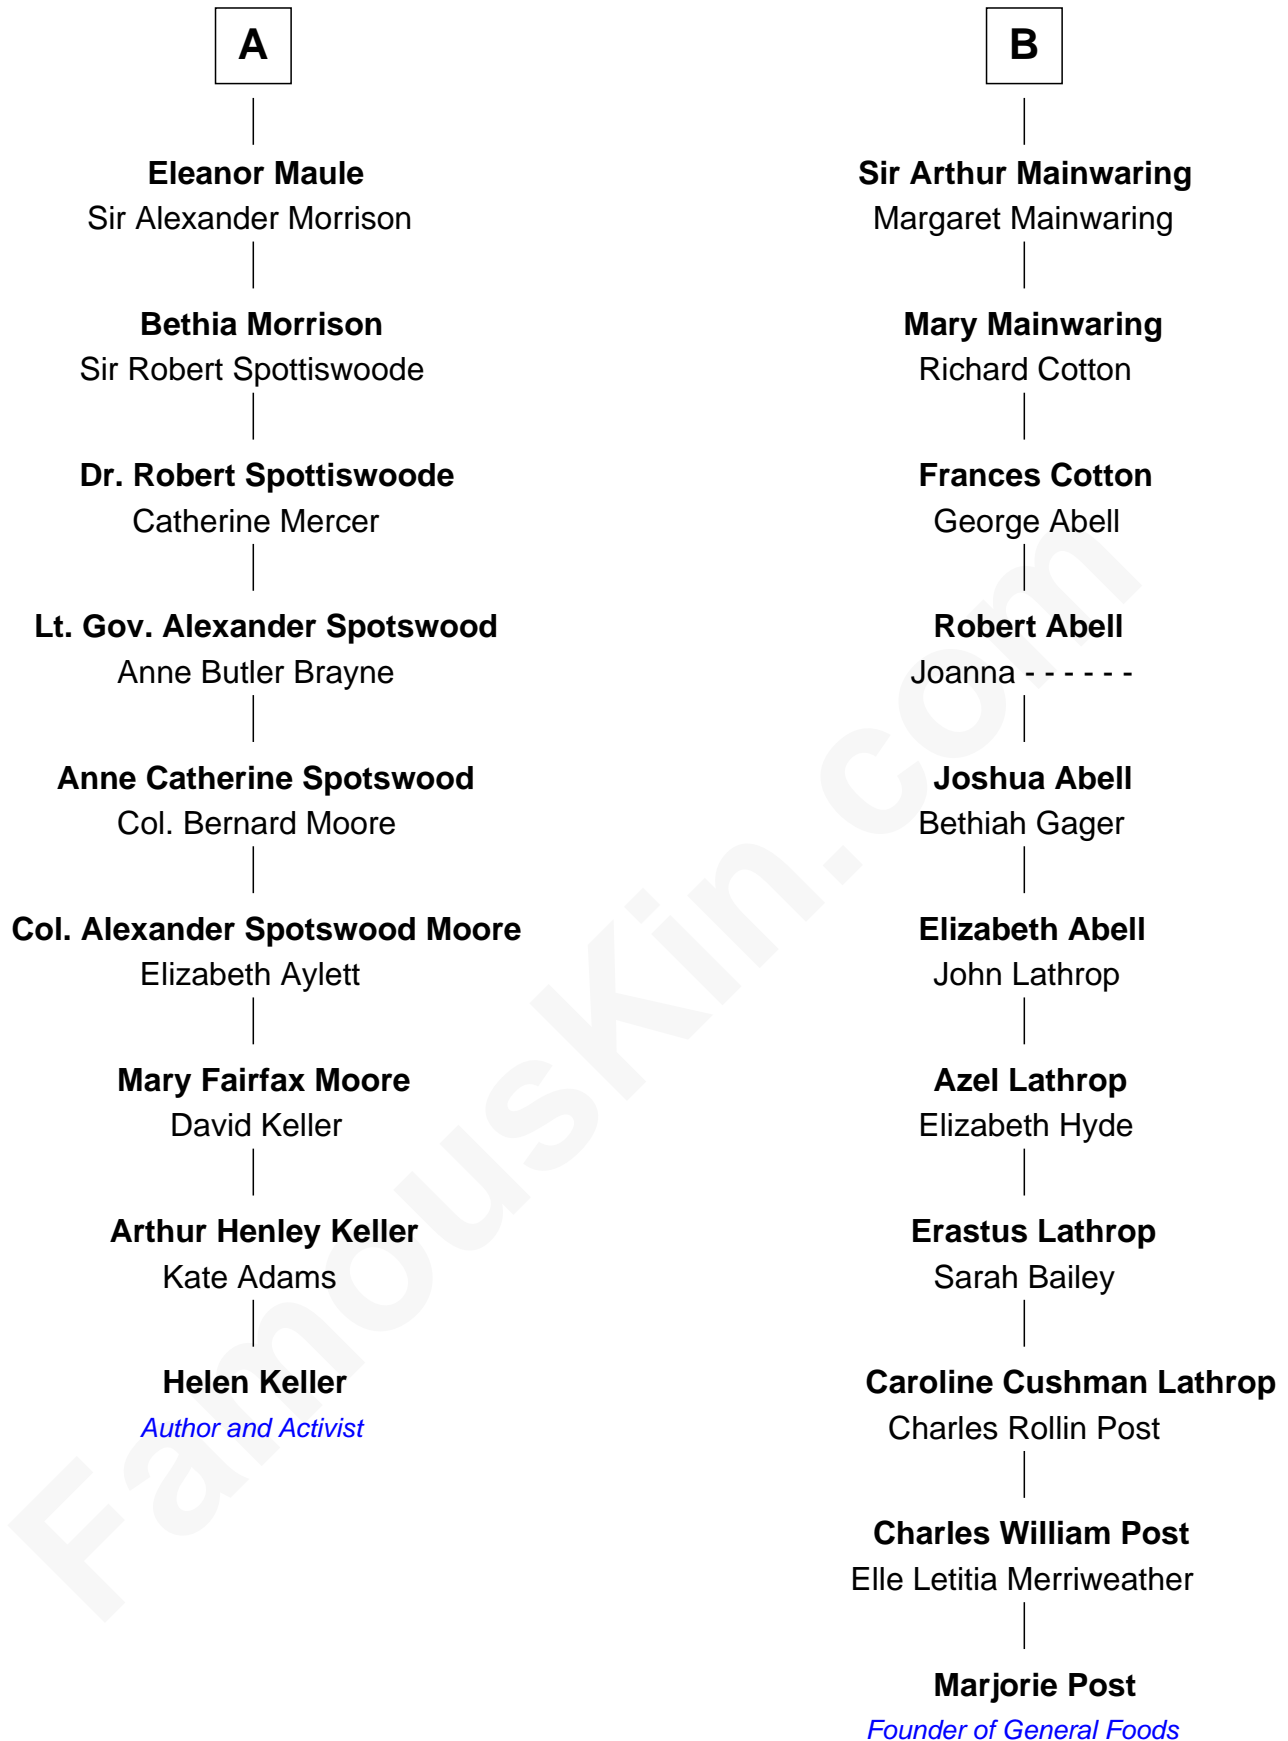 A
Eleanor Maule
Sir Alexander Morrison
Bethia Morrison
Sir Robert Spottiswoode
Dr. Robert Spottiswoode
Catherine Mercer
Lt. Gov. Alexander Spotswood
Anne Butler Brayne
Anne Catherine Spotswood
Col. Bernard Moore
Col. Alexander Spotswood Moore
Elizabeth Aylett
Mary Fairfax Moore
David Keller
Arthur Henley Keller
Kate Adams
Helen Keller
Author and Activist
B
Sir Arthur Mainwaring
Margaret Mainwaring
Mary Mainwaring
Richard Cotton
Frances Cotton
George Abell
Robert Abell
Joanna - - - - - -
Joshua Abell
Bethiah Gager
Elizabeth Abell
John Lathrop
Azel Lathrop
Elizabeth Hyde
Erastus Lathrop
Sarah Bailey
Caroline Cushman Lathrop
Charles Rollin Post
Charles William Post
Elle Letitia Merriweather
Marjorie Post
Founder of General Foods
FamousKin.com